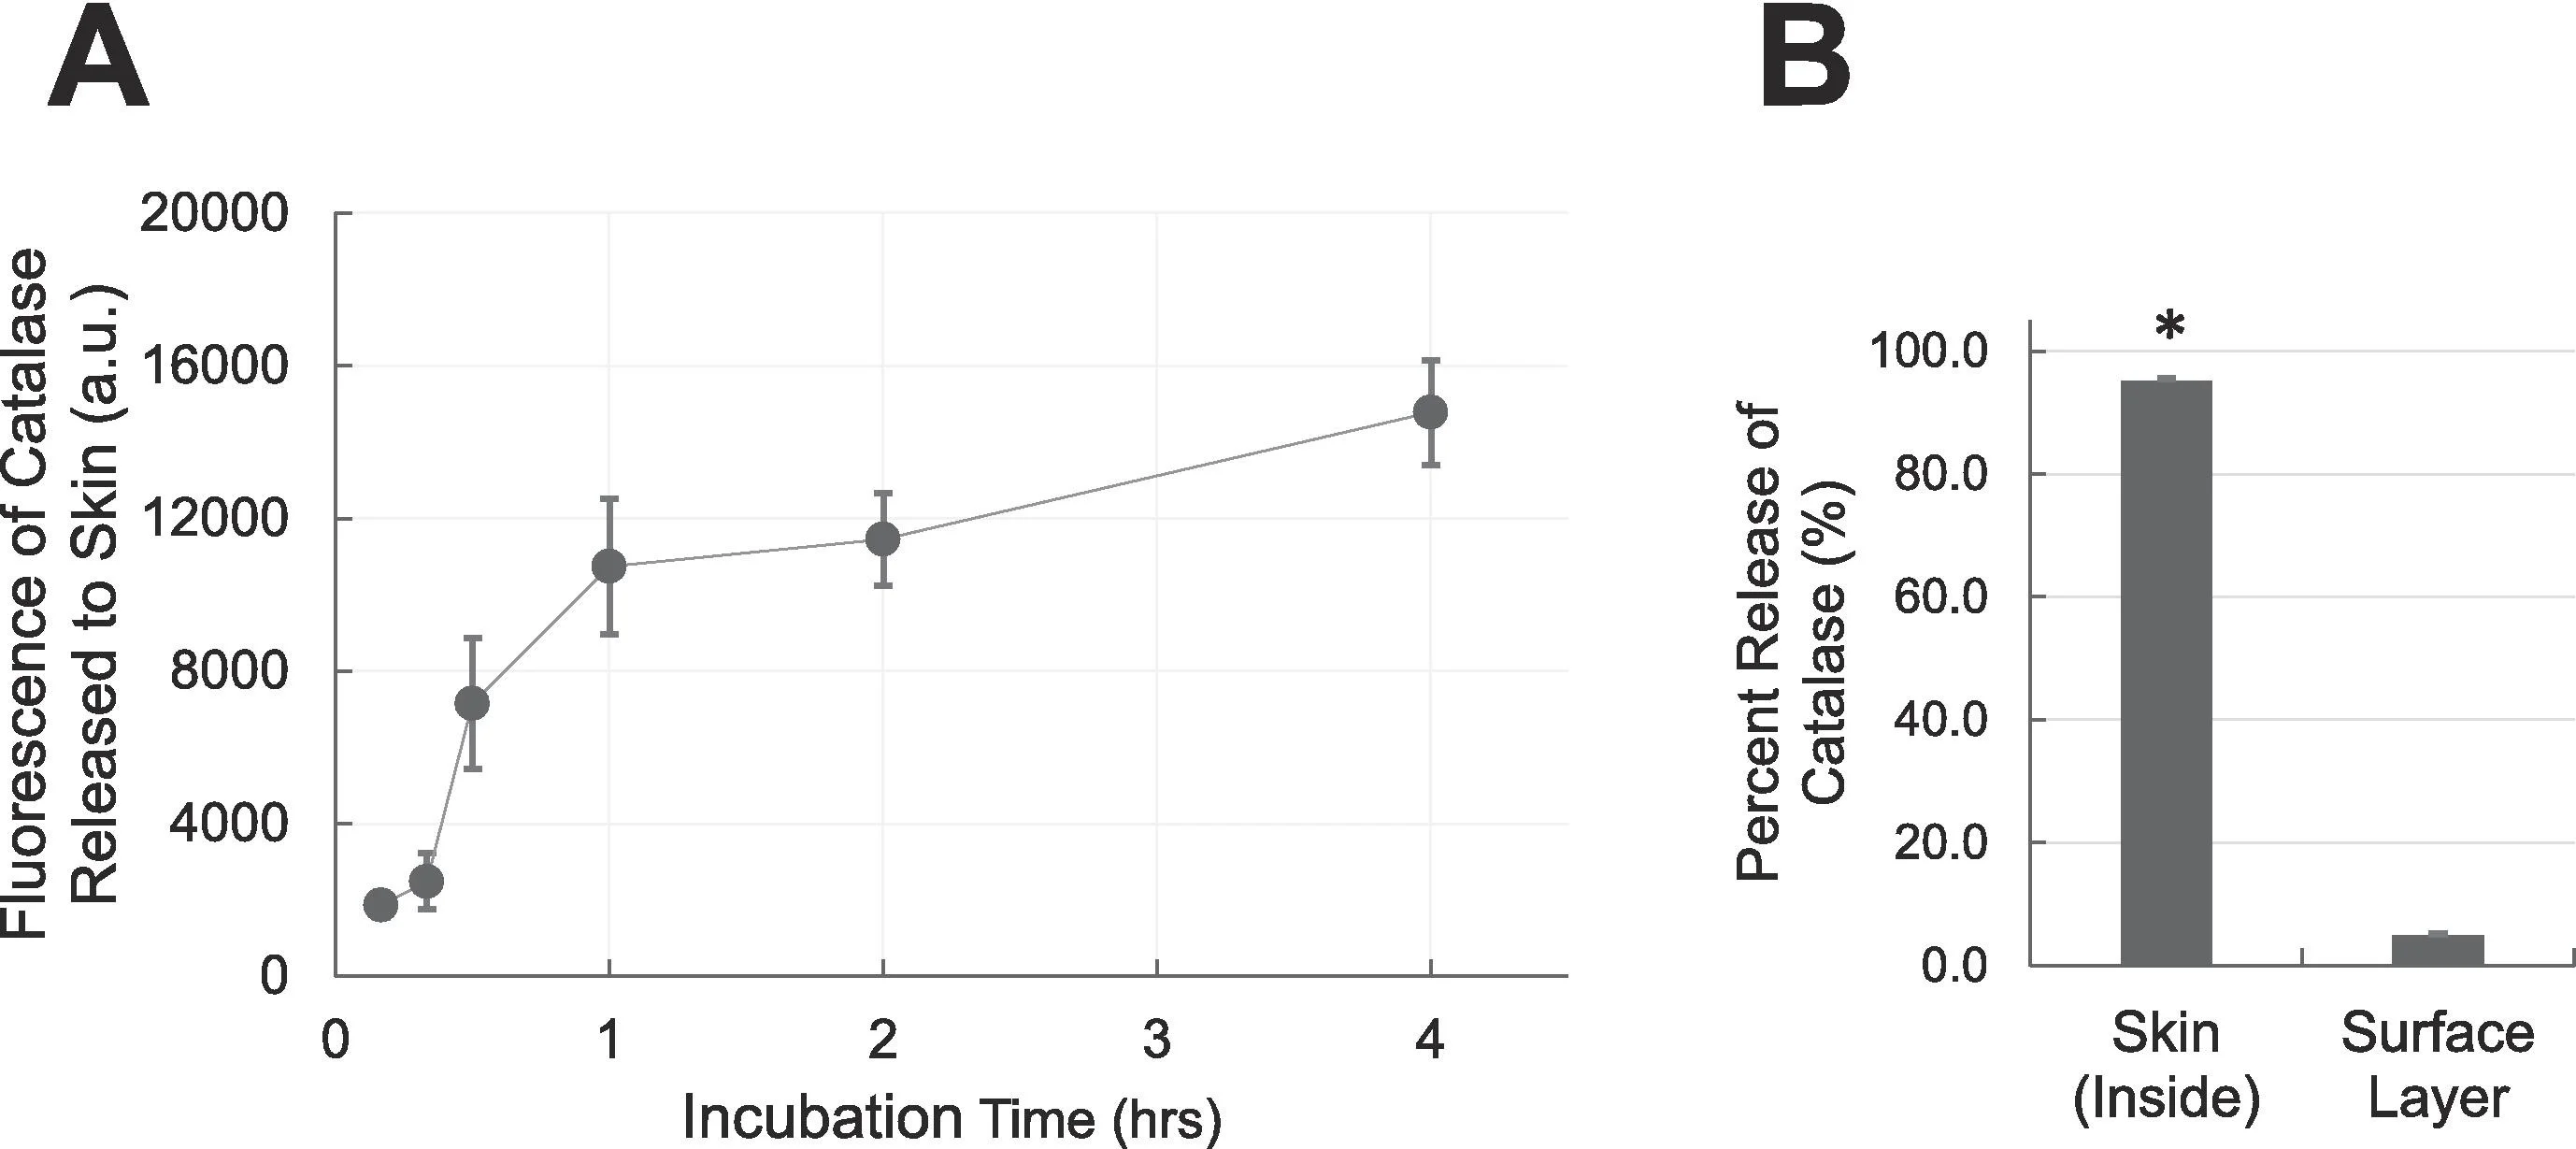 A
Fluorescence of Catalase
Released to Skin (a.u.)
20000
16000
12000
8000
4000
0
0 1 2 3 4
Incubation Time (hrs)
B
Percent Release of
Catalase (%)
100.0
80.0
60.0
40.0
20.0
0.0
*
Skin
(Inside)
Surface
Layer